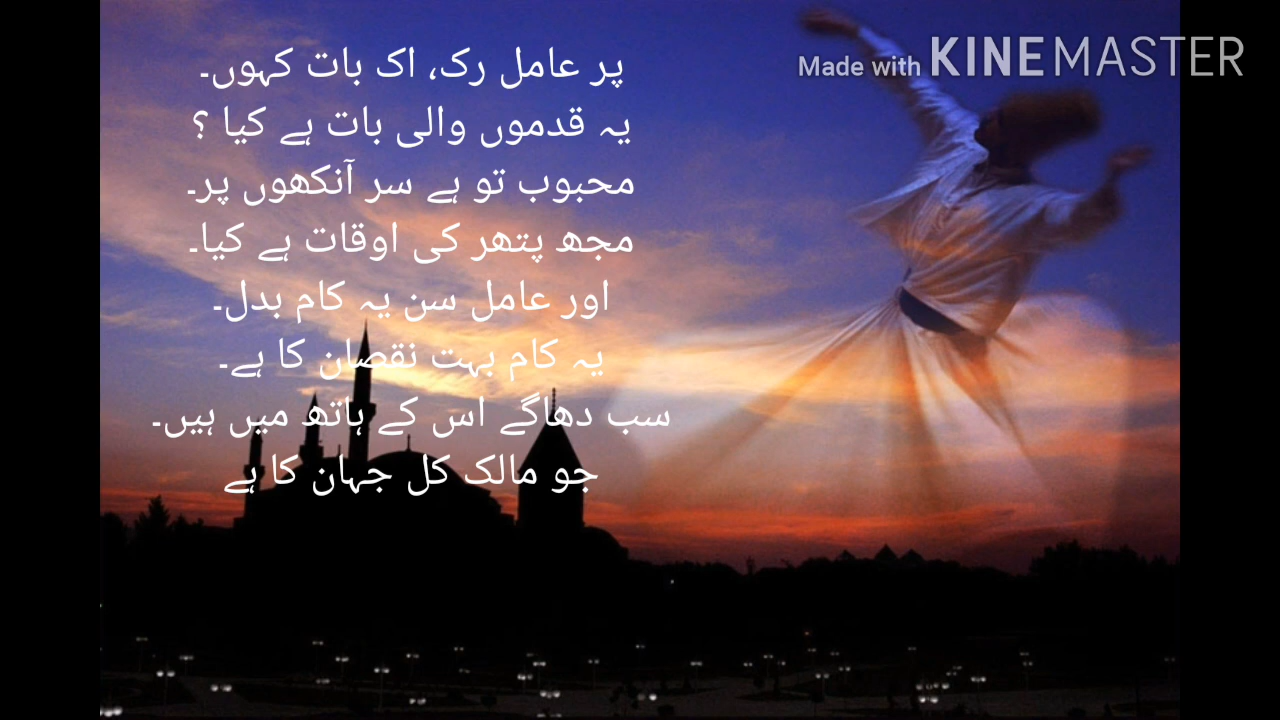 Made with KINEMASTER
پر عامل رک، اک بات کہوں۔
یہ قدموں والی بات ہے کیا ؟
محبوب تو ہے سر آنکھوں پر۔
مجھ پتھر کی اوقات ہے کیا۔
اور عامل سن یہ کام بدل۔
یہ کام بہت نقصان کا ہے۔
سب دھاگے اس کے ہاتھ میں ہیں۔
جو مالک کل جہان کا ہے